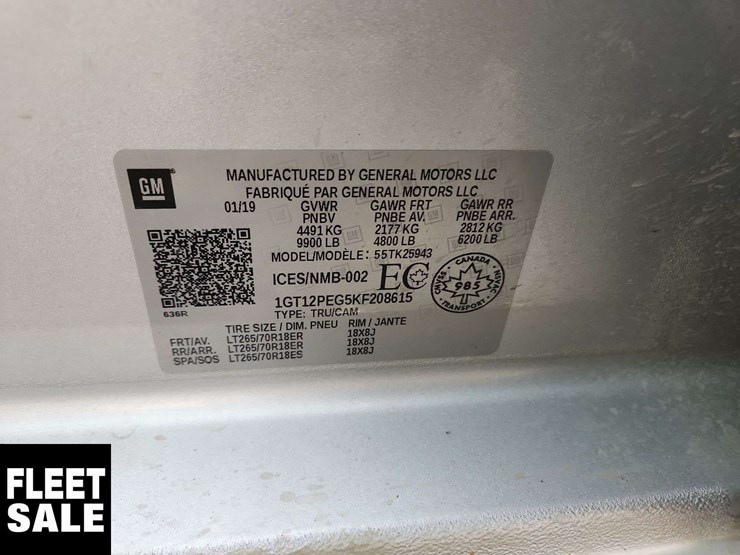 GM
MANUFACTURED BY GENERAL MOTORS LLC
FABRIQUÉ PAR GENERAL MOTORS LLC
01/19 GVWR GAWR FRT GAWR RR
PNBV PNBE AV. PNBE ARR.
4491 KG 2177 KG 2812 KG
9900 LB 4800 LB 6200 LB
MODEL/MODÈLE: 55TK25943
ICES/NMB-002 EC
CANADA
985
TRANSPORT
636R
1GT12PEG5KF208615
TYPE: TRU/CAM
TIRE SIZE / DIM. PNEU RIM / JANTE
FRT/AV. LT265/70R18ER 18X8J
RR/ARR. LT265/70R18ER 18X8J
SPA/SOS LT265/70R18ES 18X8J
FLEET
SALE